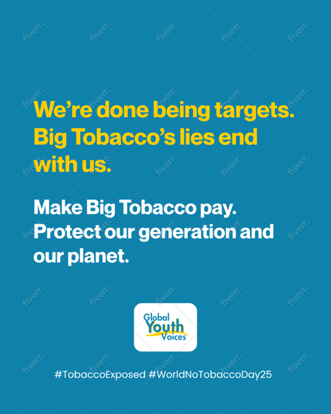 We're done being targets.
Big Tobacco's lies end
with us.
Make Big Tobacco pay.
Protect our generation and
our planet.
Global
Youth
Voices
#TobaccoExposed #WorldNoTobaccoDay25
fiverr.